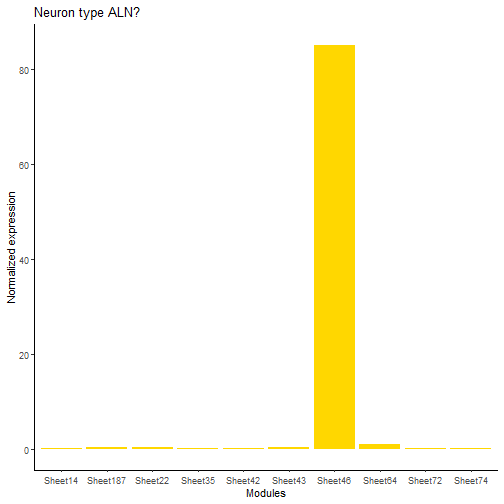 Neuron type ALN?
Normalized expression
80
60
40
20
0
Sheet14 Sheet187 Sheet22 Sheet35 Sheet42 Sheet43 Sheet46 Sheet64 Sheet72 Sheet74
Modules